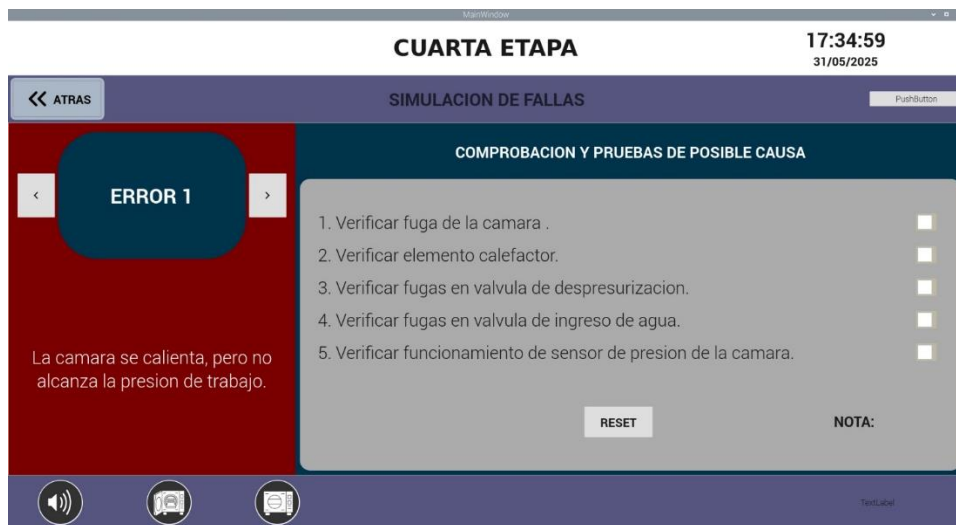 MainWindow
CUARTA ETAPA
17:34:59
31/05/2025
ATRAS
SIMULACION DE FALLAS
PushButton
ERROR 1
<
>
La camara se calienta, pero no
alcanza la presion de trabajo.
COMPROBACION Y PRUEBAS DE POSIBLE CAUSA
1. Verificar fuga de la camara .
2. Verificar elemento calefactor.
3. Verificar fugas en valvula de despresurizacion.
4. Verificar fugas en valvula de ingreso de agua.
5. Verificar funcionamiento de sensor de presion de la camara.
RESET
NOTA:
TextLabel